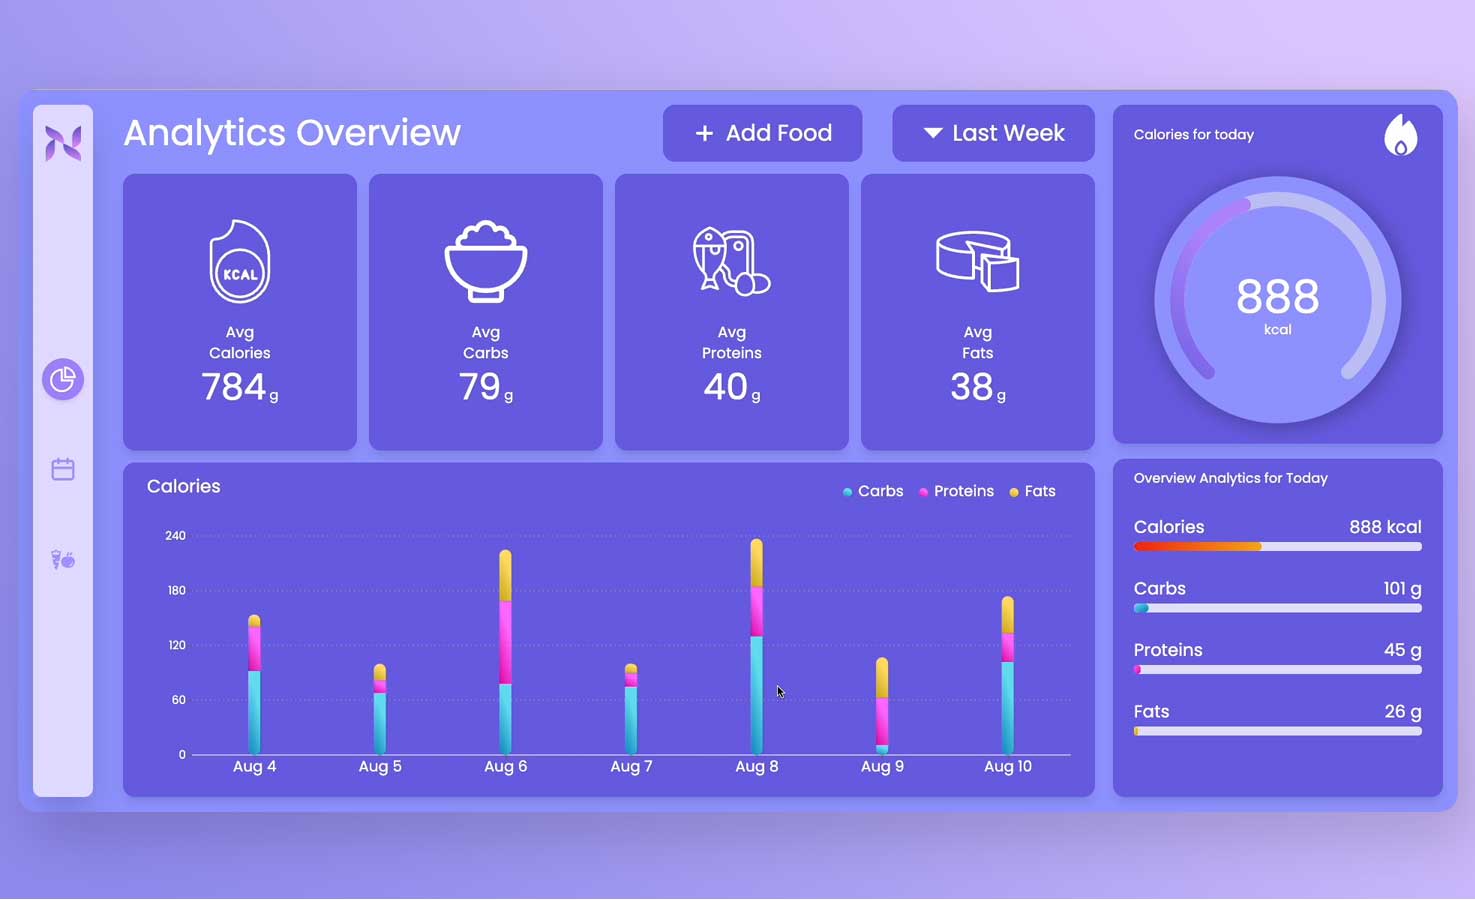 Analytics Overview
+ Add Food
Last Week
KCAL
Avg
Calories
784 g
Avg
Carbs
79 g
Avg
Proteins
40 g
Avg
Fats
38 g
Calories for today
888
kcal
Calories
Carbs
Proteins
Fats
240
180
120
60
0
Aug 4
Aug 5
Aug 6
Aug 7
Aug 8
Aug 9
Aug 10
Overview Analytics for Today
Calories 888 kcal
Carbs 101 g
Proteins 45 g
Fats 26 g